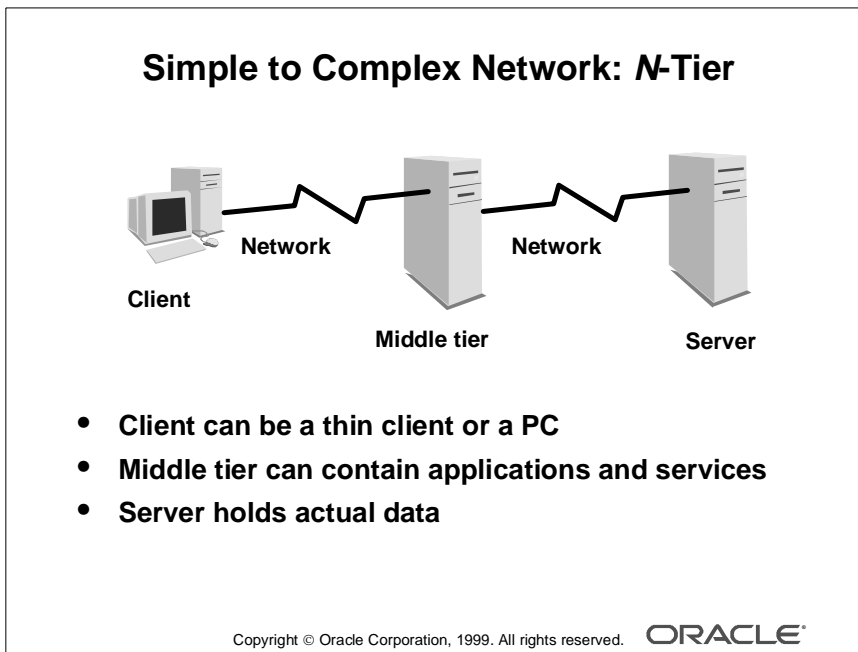 Simple to Complex Network: N-Tier
Network
Network
Client
Middle tier
Server
• Client can be a thin client or a PC
• Middle tier can contain applications and services
• Server holds actual data
Copyright © Oracle Corporation, 1999. All rights reserved.
ORACLE®